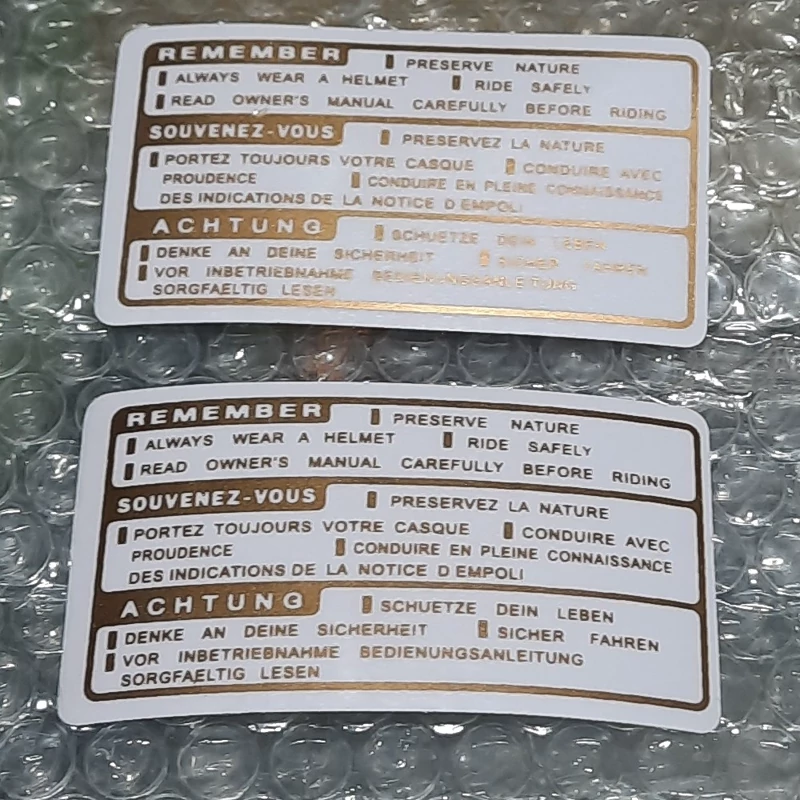 REMEMBER
PRESERVE NATURE
ALWAYS WEAR A HELMET RIDE SAFELY
READ OWNER'S MANUAL CAREFULLY BEFORE RIDING
SOUVENEZ-VOUS
PRESERVEZ LA NATURE
PORTEZ TOUJOURS VOTRE CASQUE CONDUIRE AVEC
PROUDENCE CONDUIRE EN PLEINE CONNAISSANCE
DES INDICATIONS DE LA NOTICE D EMPOLI
ACHTUNG
SCHUETZE DEIN LEBEN
DENKE AN DEINE SICHERHEIT SICHER FAHREN
VOR INBETRIEBNAHME BEDIENUNGSANLEITUNG
SORGFAELTIG LESEN
REMEMBER
PRESERVE NATURE
ALWAYS WEAR A HELMET RIDE SAFELY
READ OWNER'S MANUAL CAREFULLY BEFORE RIDING
SOUVENEZ-VOUS
PRESERVEZ LA NATURE
PORTEZ TOUJOURS VOTRE CASQUE CONDUIRE AVEC
PROUDENCE CONDUIRE EN PLEINE CONNAISSANCE
DES INDICATIONS DE LA NOTICE D EMPOLI
ACHTUNG
SCHUETZE DEIN LEBEN
DENKE AN DEINE SICHERHEIT SICHER FAHREN
VOR INBETRIEBNAHME BEDIENUNGSANLEITUNG
SORGFAELTIG LESEN